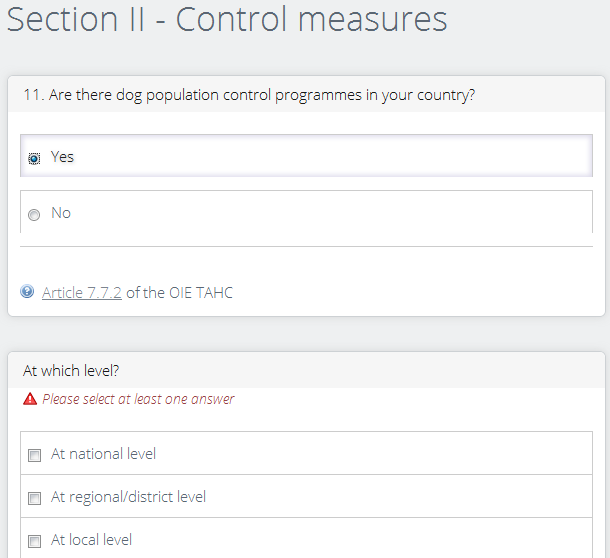 Section II - Control measures
11. Are there dog population control programmes in your country?
Yes
No
Article 7.7.2 of the OIE TAHC
At which level?
Please select at least one answer
At national level
At regional/district level
At local level